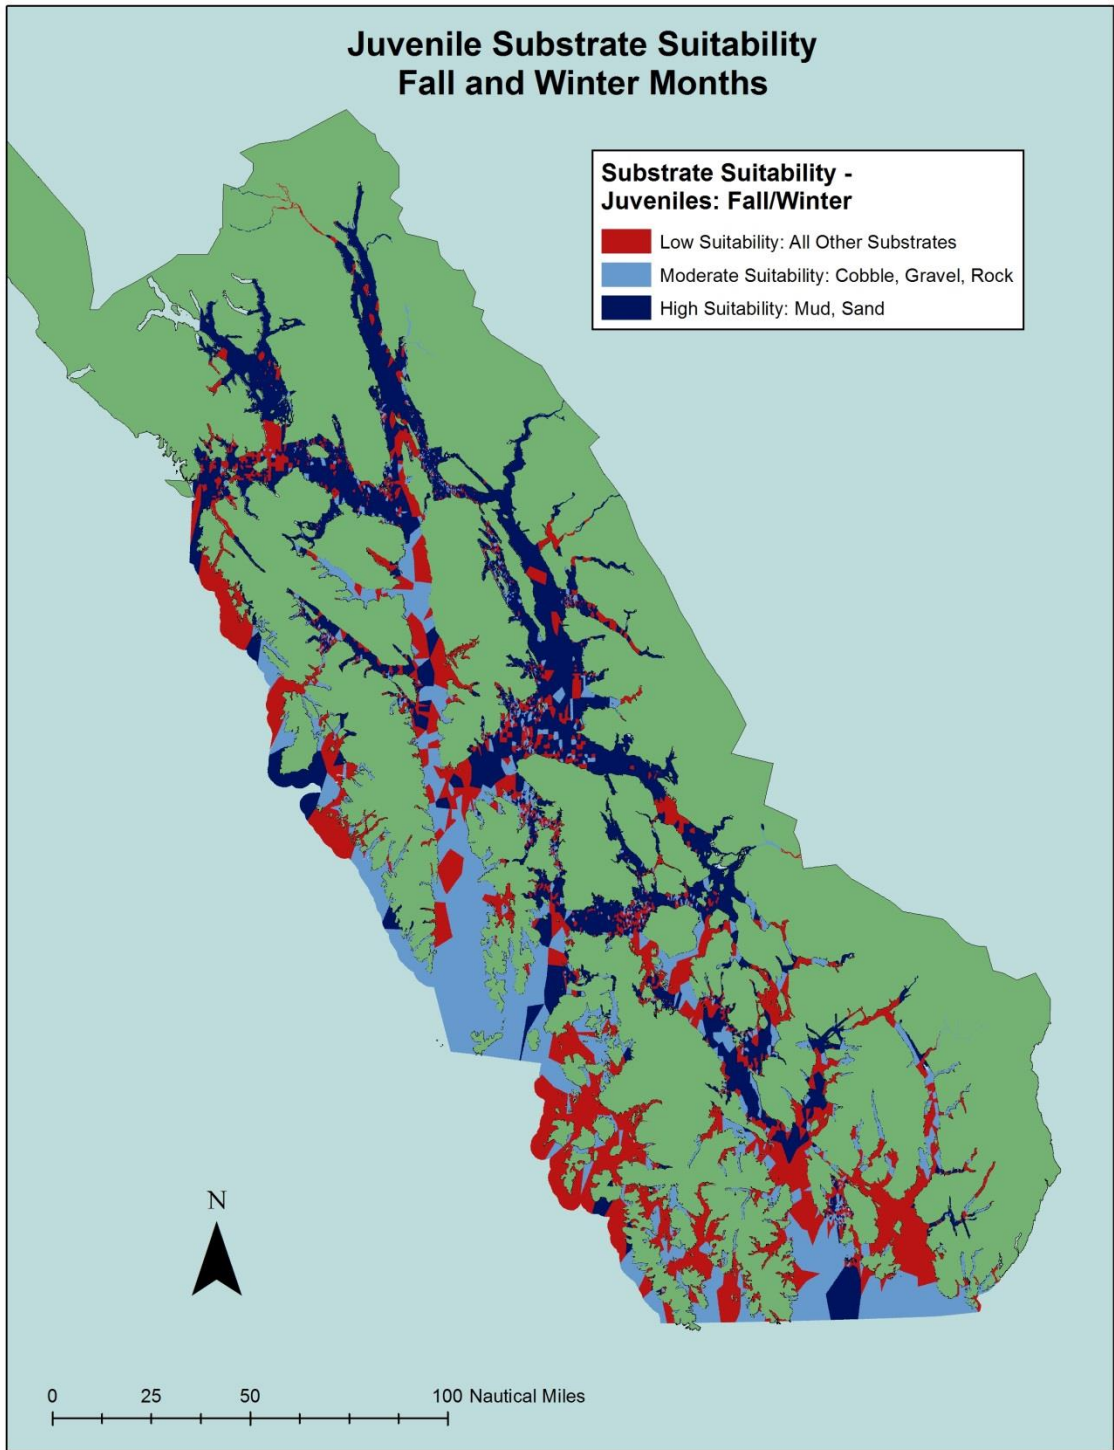 Juvenile Substrate Suitability
Fall and Winter Months
Substrate Suitability -
Juveniles: Fall/Winter
Low Suitability: All Other Substrates
Moderate Suitability: Cobble, Gravel, Rock
High Suitability: Mud, Sand
N
0 25 50 100 Nautical Miles